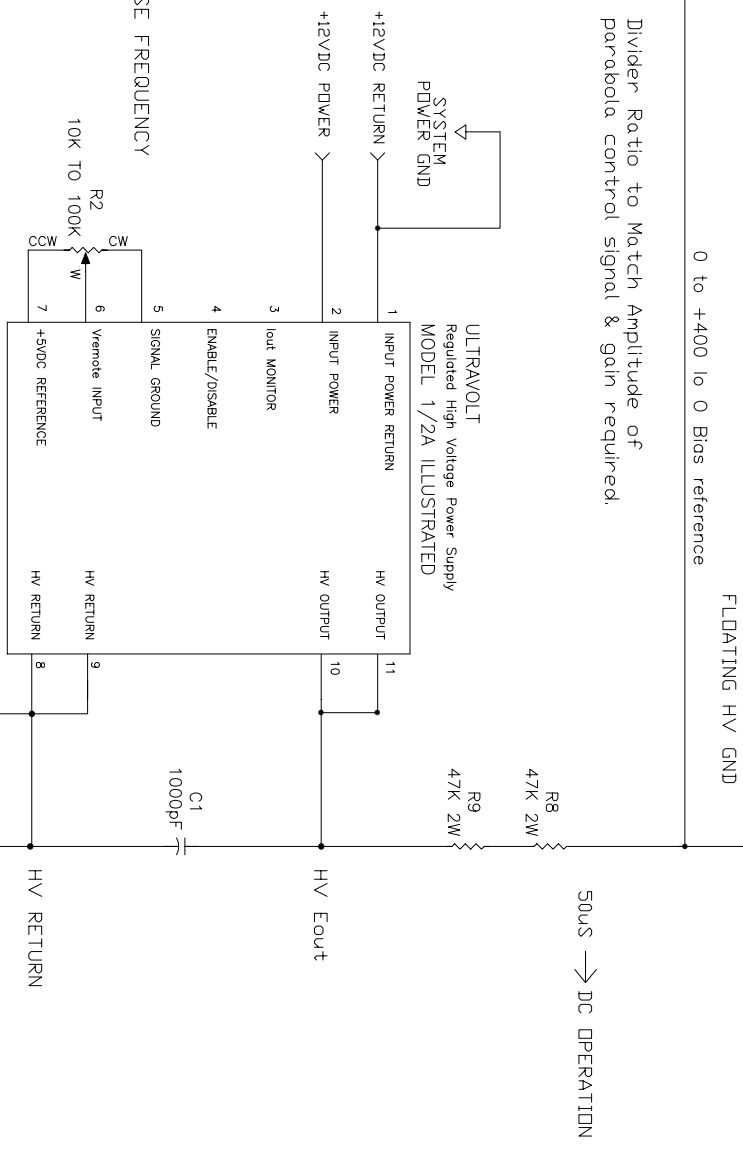 FLOATING HV GND
0 to +400 lo 0 Bias reference
Divider Ratio to Match Amplitude of
parabola control signal & gain required.
50uS
DC OPERATION
R8
47K 2W
R9
47K 2W
SYSTEM
POWER GND
+12VDC RETURN
+12VDC POWER
ULTRAVOLT
Regulated High Voltage Power Supply
MODEL 1/2A ILLUSTRATED
1
INPUT POWER RETURN
HV OUTPUT
11
2
INPUT POWER
HV OUTPUT
10
HV Eout
3
Iout MONITOR
4
ENABLE/DISABLE
5
SIGNAL GROUND
6
Vremote INPUT
HV RETURN
9
7
+5VDC REFERENCE
HV RETURN
8
HV RETURN
C1
1000pF
SE FREQUENCY
R2
10K TO 100K
CW
W
CCW